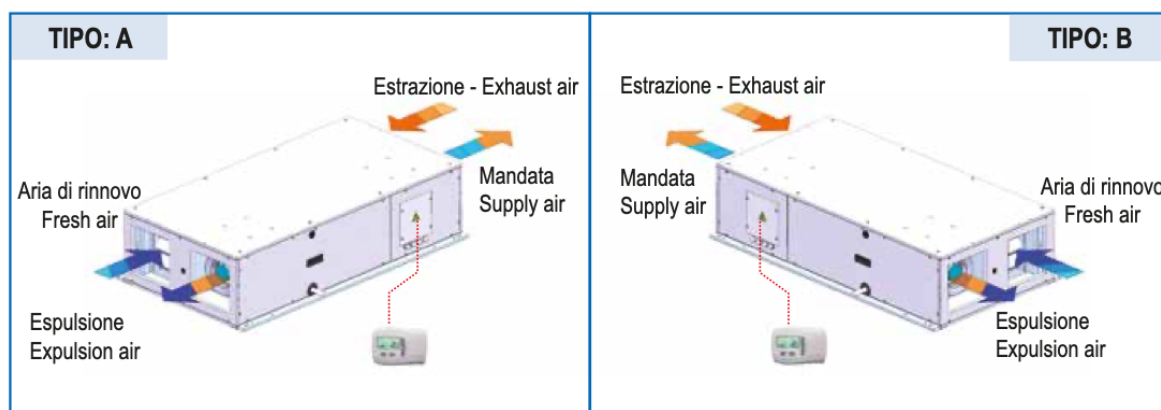 TIPO: A
Estrazione - Exhaust air
Mandata
Supply air
Aria di rinnovo
Fresh air
Espulsione
Expulsion air
TIPO: B
Estrazione - Exhaust air
Mandata
Supply air
Aria di rinnovo
Fresh air
Espulsione
Expulsion air